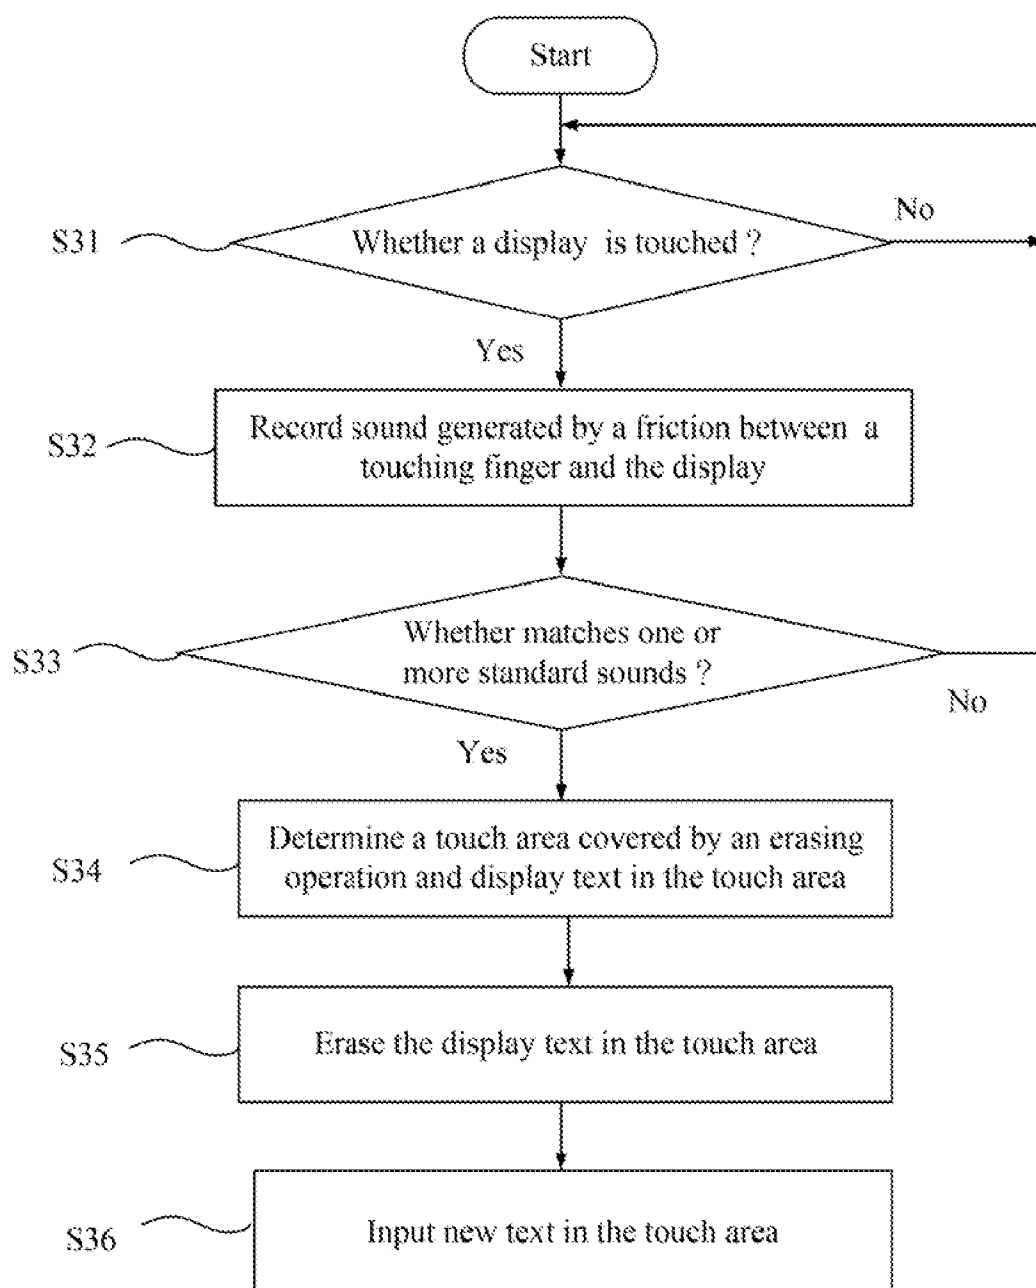 Start
No
S31
Whether a display is touched ?
Yes
S32
Record sound generated by a friction between a
touching finger and the display
Whether matches one or
S33
more standard sounds ?
No
Yes
Determine a touch area covered by an erasing
S34
operation and display text in the touch area
S35
Erase the display text in the touch area
S36
Input new text in the touch area